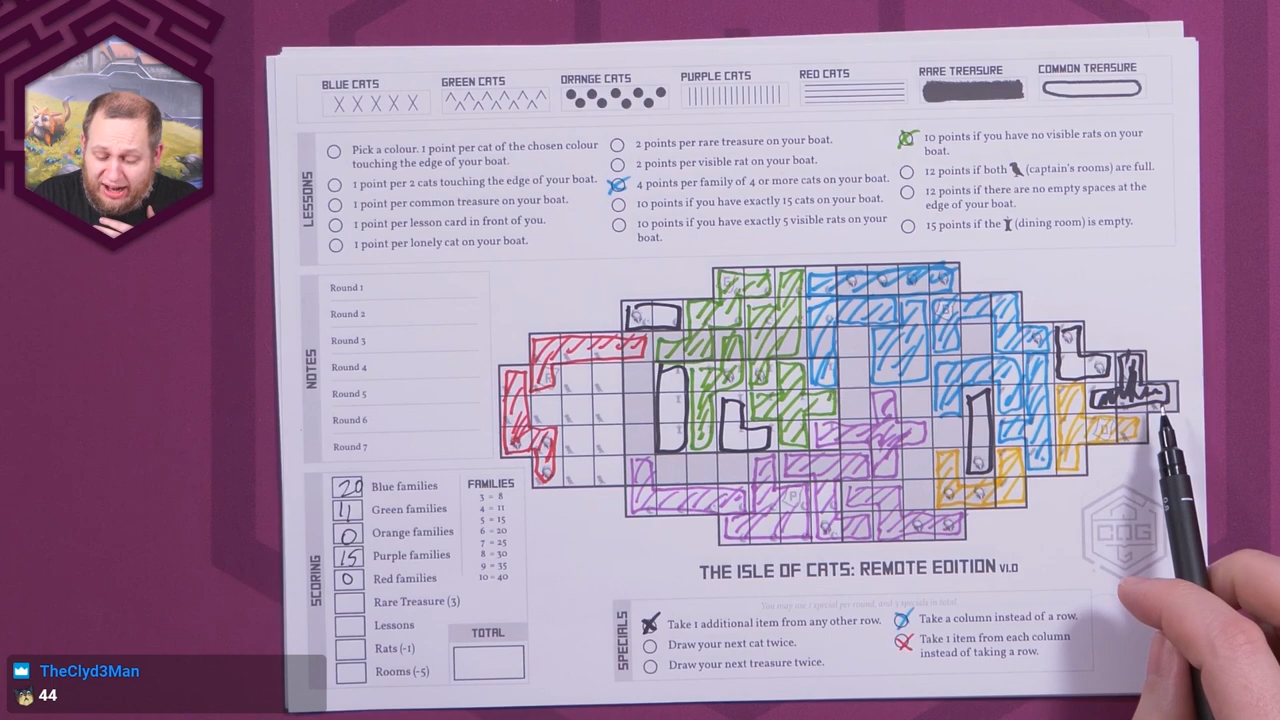 BLUE CATS
GREEN CATS
ORANGE CATS
PURPLE CATS
RED CATS
RARE TREASURE
COMMON TREASURE
LESSONS
Pick a colour. 1 point per cat of the chosen colour
touching the edge of your boat.
1 point per 2 cats touching the edge of your boat.
1 point per common treasure on your boat.
1 point per lesson card in front of you.
1 point per lonely cat on your boat.
2 points per rare treasure on your boat.
2 points per visible rat on your boat.
4 points per family of 4 or more cats on your boat.
10 points if you have exactly 15 cats on your boat.
10 points if you have exactly 5 visible rats on your
boat.
10 points if you have no visible rats on your
boat.
12 points if both (captain's rooms) are full.
12 points if there are no empty spaces at the
edge of your boat.
15 points if the (dining room) is empty.
NOTES
Round 1
Round 2
Round 3
Round 4
Round 5
Round 6
Round 7
SCORING
20 Blue families
11 Green families
0 Orange families
15 Purple families
0 Red families
Rare Treasure (3)
Lessons
Rats (-1)
Rooms (-5)
FAMILIES
3 = 8
4 = 11
5 = 15
6 = 20
7 = 25
8 = 30
9 = 35
10 = 40
TOTAL
P
CQG
THE ISLE OF CATS: REMOTE EDITION V1.0
You may use 1 special per round, and 3 specials in total.
SPECIALS
Take 1 additional item from any other row.
Draw your next cat twice.
Draw your next treasure twice.
Take a column instead of a row.
Take 1 item from each column
instead of taking a row.
TheClyd3Man
44